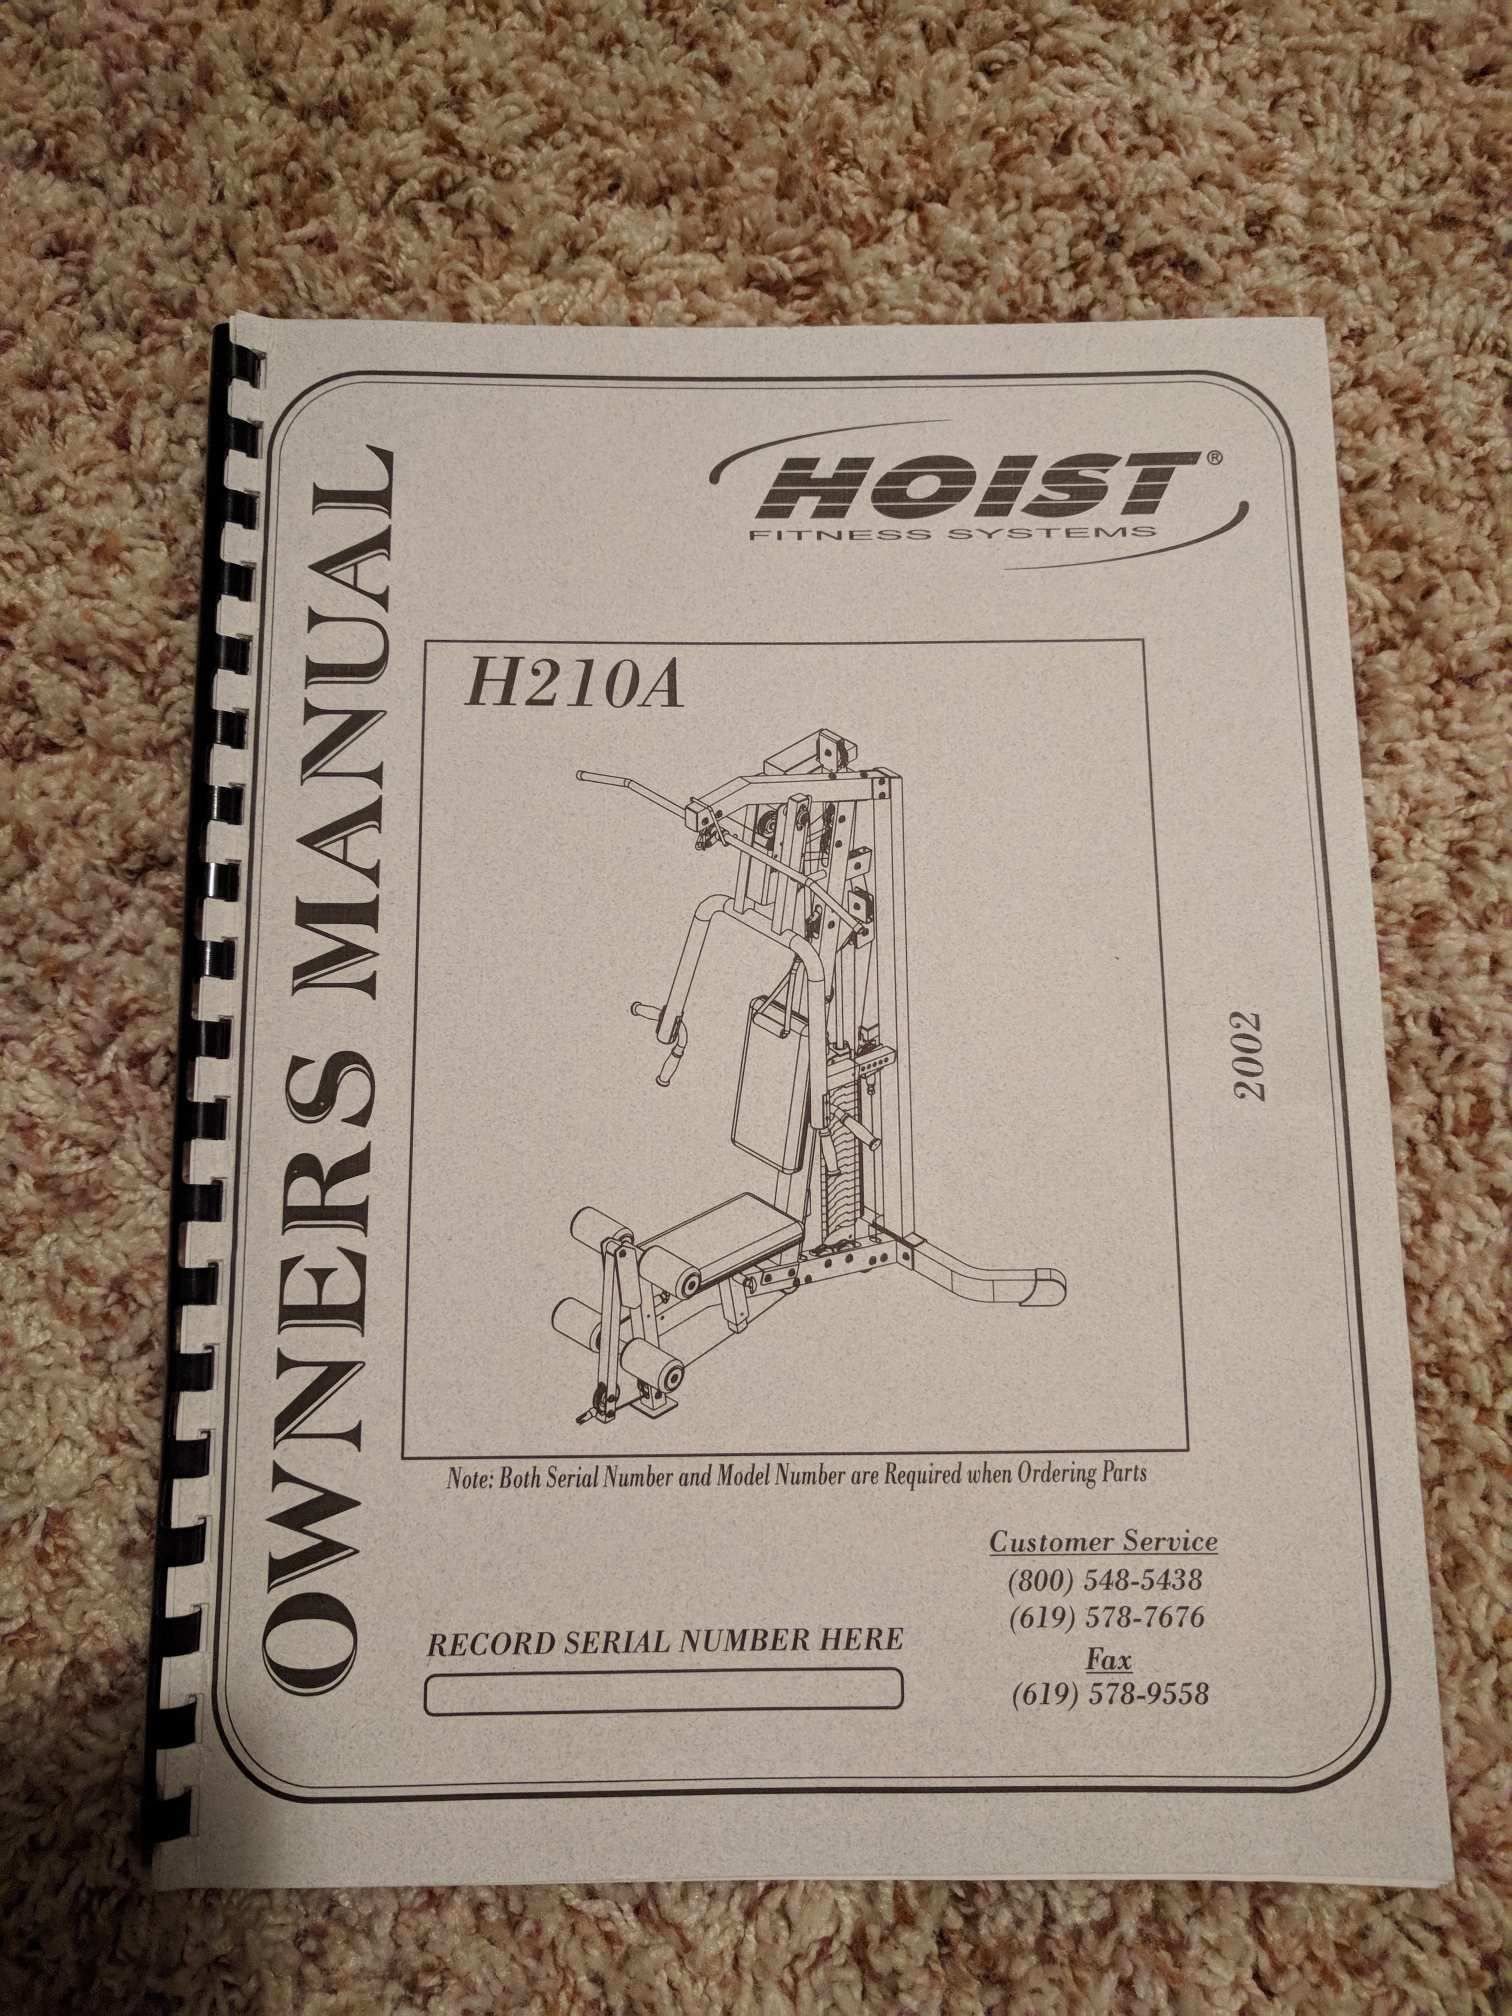 OWNERS MANUAL
HOIST®
FITNESS SYSTEMS
H210A
2002
Note: Both Serial Number and Model Number are Required when Ordering Parts
Customer Service
(800) 548-5438
(619) 578-7676
Fax
(619) 578-9558
RECORD SERIAL NUMBER HERE